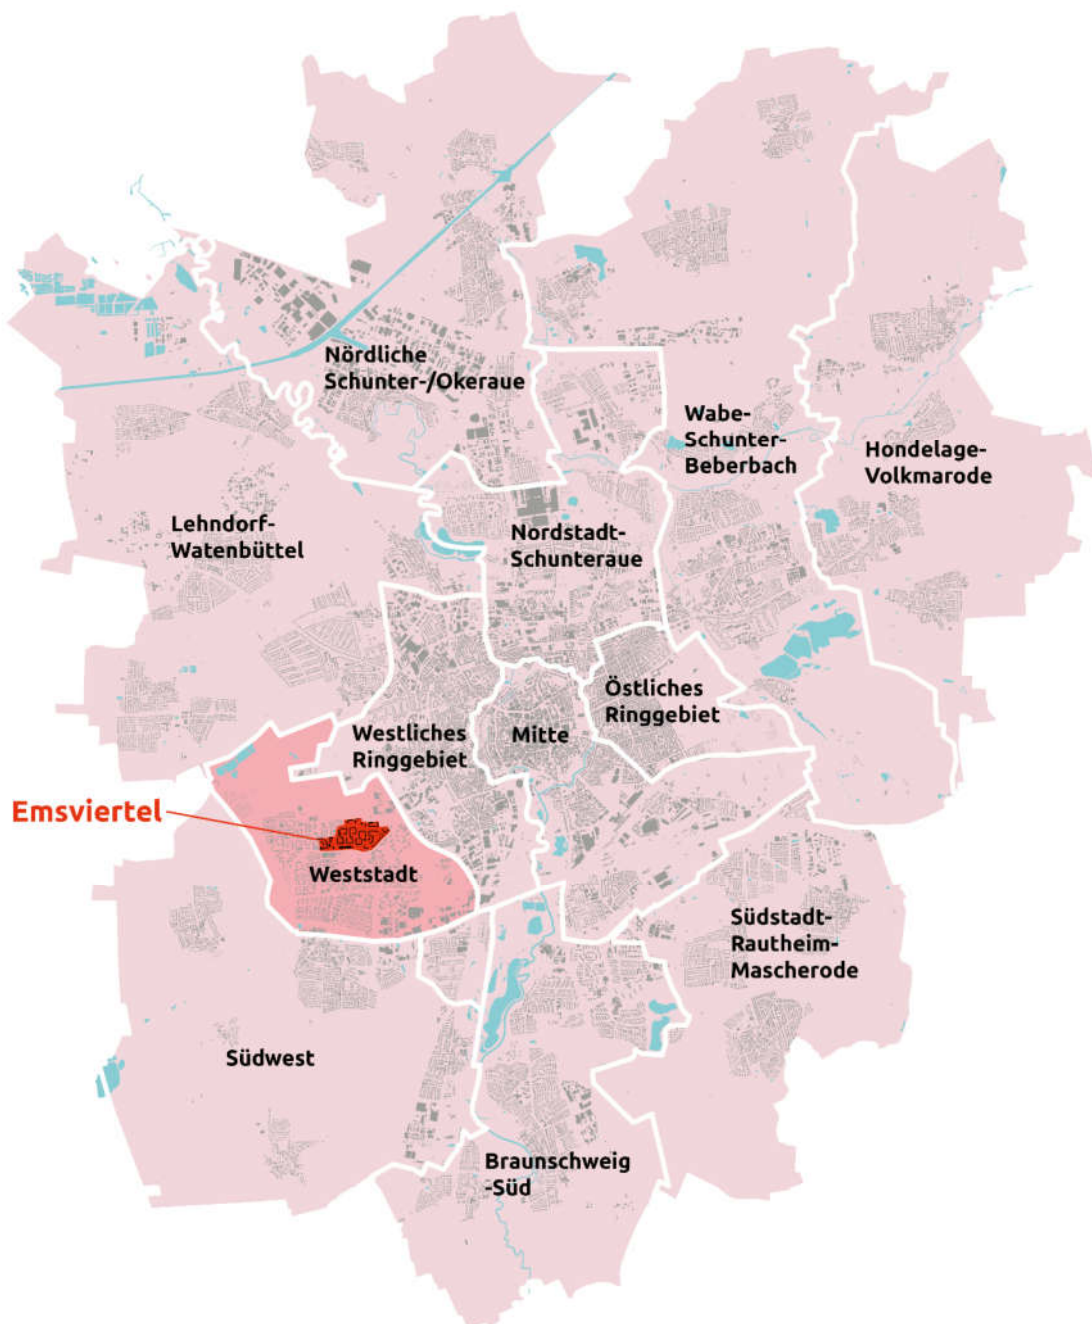 Nördliche
Schunter-/Okeraue
Wabe-
Schunter-
Beberbach
Hondelage-
Volkmarode
Lehndorf-
Watenbüttel
Nordstadt-
Schunteraue
Östliches
Ringgebiet
Westliches
Ringgebiet
Mitte
Emsviertel
Weststadt
Südstadt-
Rautheim-
Mascherode
Südwest
Braunschweig
-Süd